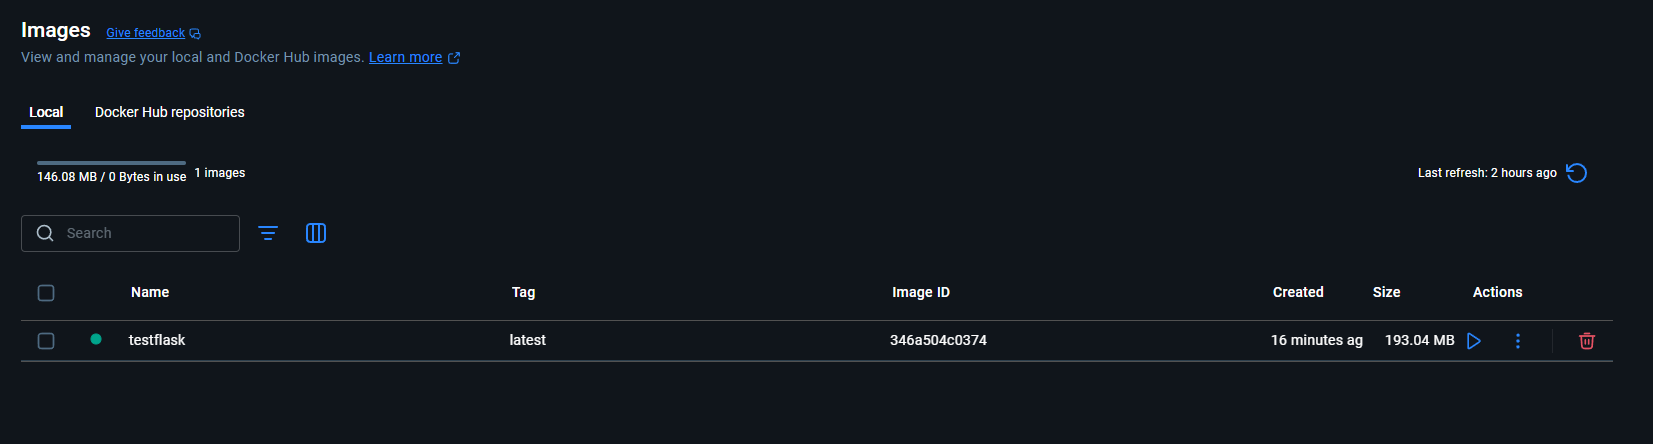 Images Give feedback
View and manage your local and Docker Hub images. Learn more
Local Docker Hub repositories
146.08 MB / 0 Bytes in use 1 images Last refresh: 2 hours ago
Search
Name Tag Image ID Created Size Actions
testflask latest 346a504c0374 16 minutes ag 193.04 MB